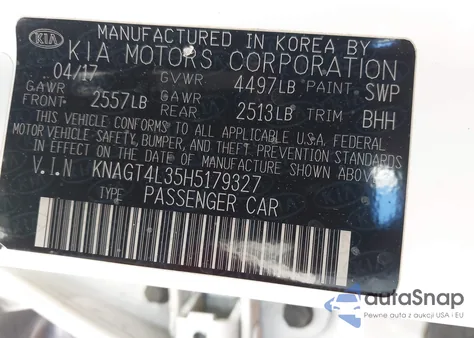 MANUFACTURED IN KOREA BY
KIA KIA MOTORS CORPORATION
04/17 GVWR 4497LB PAINT SWP
GAWR FRONT 2557LB GAWR REAR 2513LB TRIM BHH
THIS VEHICLE CONFORMS TO ALL APPLICABLE U.S.A. FEDERAL
MOTOR VEHICLE SAFETY, BUMPER, AND THEFT PREVENTION STANDARDS
IN EFFECT ON THE DATE OF MANUFACTURE SHOWN ABOVE
V.I.N KNAGT4L35H5179327
TYPE PASSENGER CAR
autaSnap
Pewne auta z aukcji USA i EU